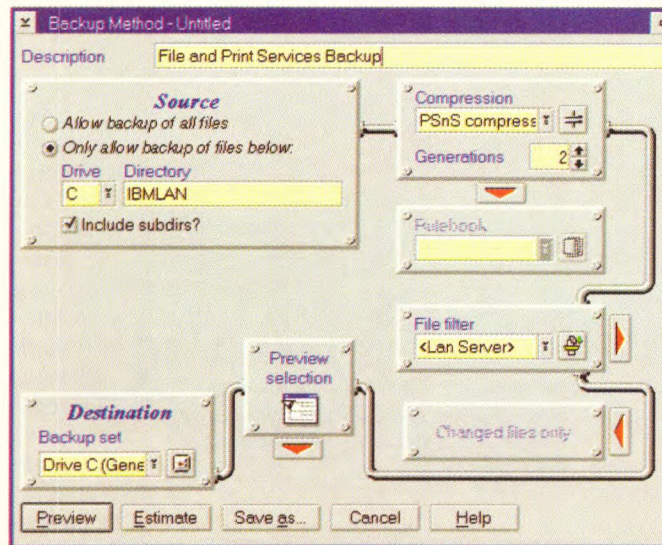 Backup Method - Untitled
Description File and Print Services Backup
Source
Allow backup of all files
Only allow backup of files below:
Drive Directory
C IBMLAN
Include subdirs?
Compression
PSnS compress
Generations 2
Rulebook
File filter
<Lan Server>
Changed files only
Preview
selection
Destination
Backup set
Drive C (Gene
Preview Estimate Save as... Cancel Help